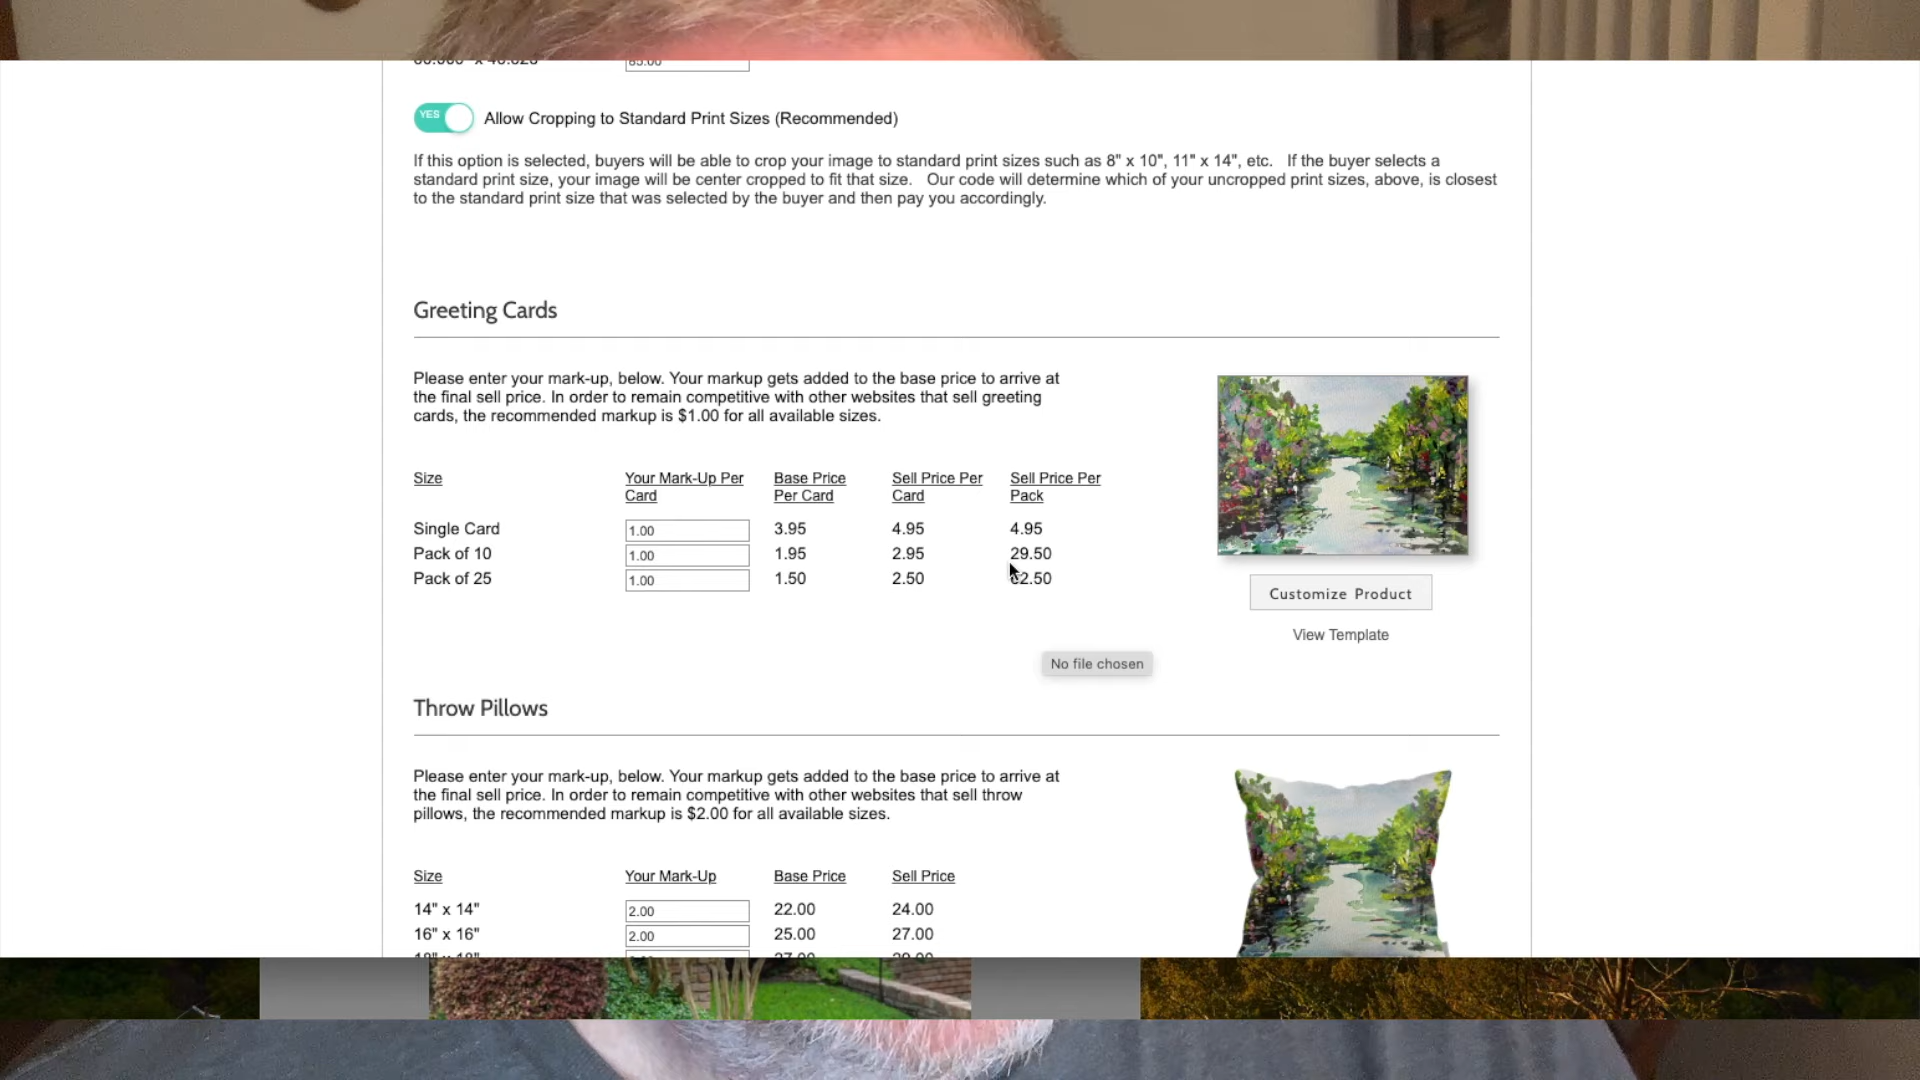 YES Allow Cropping to Standard Print Sizes (Recommended)
If this option is selected, buyers will be able to crop your image to standard print sizes such as 8" x 10", 11" x 14", etc. If the buyer selects a
standard print size, your image will be center cropped to fit that size. Our code will determine which of your uncropped print sizes, above, is closest
to the standard print size that was selected by the buyer and then pay you accordingly.
Greeting Cards
Please enter your mark-up, below. Your markup gets added to the base price to arrive at
the final sell price. In order to remain competitive with other websites that sell greeting
cards, the recommended markup is $1.00 for all available sizes.
Size Your Mark-Up Per Card Base Price Per Card Sell Price Per Card Sell Price Per Pack
Single Card 1.00 3.95 4.95 4.95
Pack of 10 1.00 1.95 2.95 29.50
Pack of 25 1.00 1.50 2.50
Customize Product
View Template
No file chosen
Throw Pillows
Please enter your mark-up, below. Your markup gets added to the base price to arrive at
the final sell price. In order to remain competitive with other websites that sell throw
pillows, the recommended markup is $2.00 for all available sizes.
Size Your Mark-Up Base Price Sell Price
14" x 14" 2.00 22.00 24.00
16" x 16" 2.00 25.00 27.00